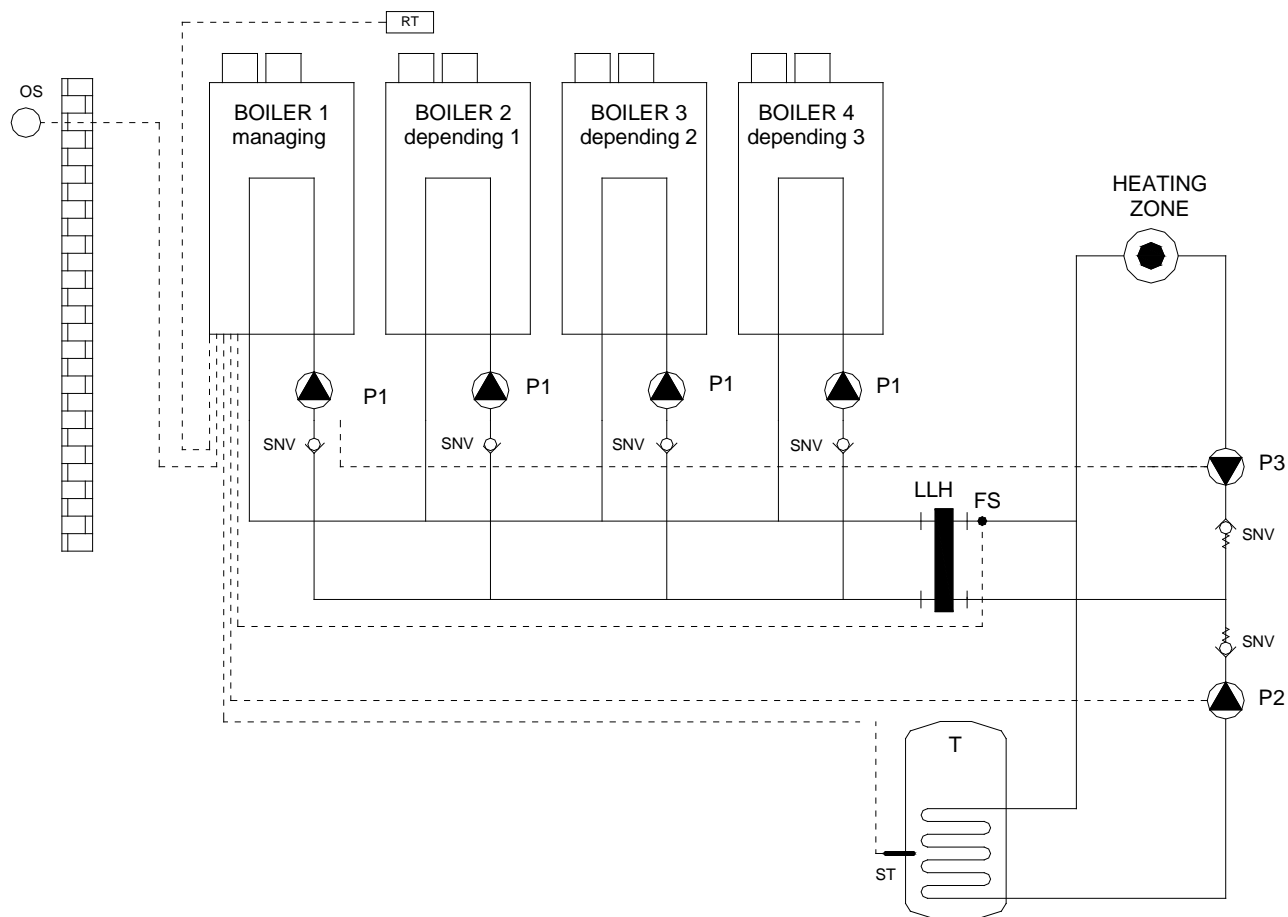 RT
OS
BOILER 1
managing
BOILER 2
depending 1
BOILER 3
depending 2
BOILER 4
depending 3
HEATING
ZONE
P1
P1
P1
P1
SNV
SNV
SNV
SNV
P3
LLH
FS
SNV
SNV
P2
T
ST